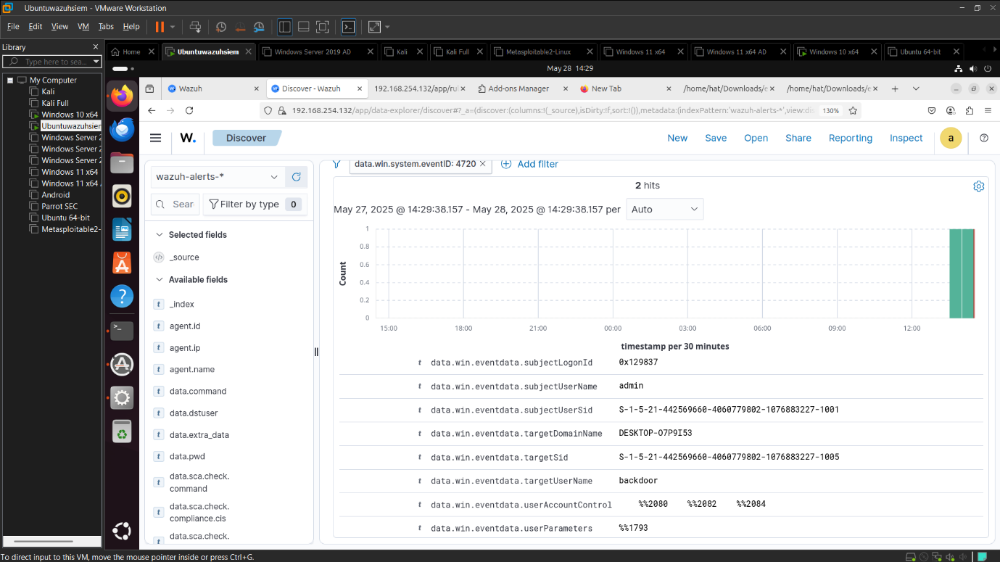 Ubuntuwazuhsiem - VMware Workstation
File Edit View VM Tabs Help
Library
Type here to sea...
My Computer
Kali
Kali Full
Windows 10 x64
Ubuntuwazuhsiem
Windows Server 2
Windows Server 2
Windows Server 2
Windows 11 x64
Windows 11 x64
Android
Parrot SEC
Ubuntu 64-bit
Metasploitable2-
Home Ubuntuwazuhsiem Windows Server 2019 AD Kali Kali Full Metasploitable2-Linux Windows 11 x64 Windows 11 x64 AD Windows 10 x64 Ubuntu 64-bit
May 28 14:29
Wazuh Discover - Wazuh 192.168.254.132/app/rul Add-ons Manager New Tab /home/hat/Downloads/e /home/hat/Downloads/e
192.168.254.132/app/data-explorer/discover#?_a=(discover:(columns:!(_source),isDirty:!f,sort:!()),metadata:(indexPattern:'wazuh-alerts-*',view:dis 130%
W. Discover New Save Open Share Reporting Inspect a
data.win.system.eventID: 4720 Add filter
wazuh-alerts-*
Sear Filter by type 0
Selected fields
_source
Available fields
_index
agent.id
agent.ip
agent.name
data.command
data.dstuser
data.extra_data
data.pwd
data.sca.check.
command
data.sca.check.
compliance.cis
data.sca.check.
2 hits
May 27, 2025 @ 14:29:38.157 - May 28, 2025 @ 14:29:38.157 per Auto
Count
1
0.8
0.6
0.4
0.2
0
15:00 18:00 21:00 00:00 03:00 06:00 09:00 12:00
timestamp per 30 minutes
t data.win.eventdata.subjectLogonId 0x129837
t data.win.eventdata.subjectUserName admin
t data.win.eventdata.subjectUserSid S-1-5-21-442569660-4060779802-1076883227-1001
t data.win.eventdata.targetDomainName DESKTOP-O7P9I53
t data.win.eventdata.targetSid S-1-5-21-442569660-4060779802-1076883227-1005
t data.win.eventdata.targetUserName backdoor
t data.win.eventdata.userAccountControl %%2080 %%2082 %%2084
t data.win.eventdata.userParameters %%1793
To direct input to this VM, move the mouse pointer inside or press Ctrl+G.